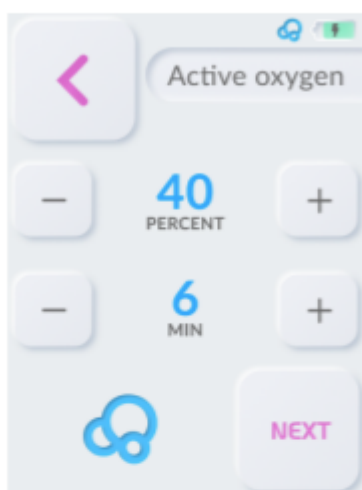 Active oxygen
40
PERCENT
6
MIN
NEXT